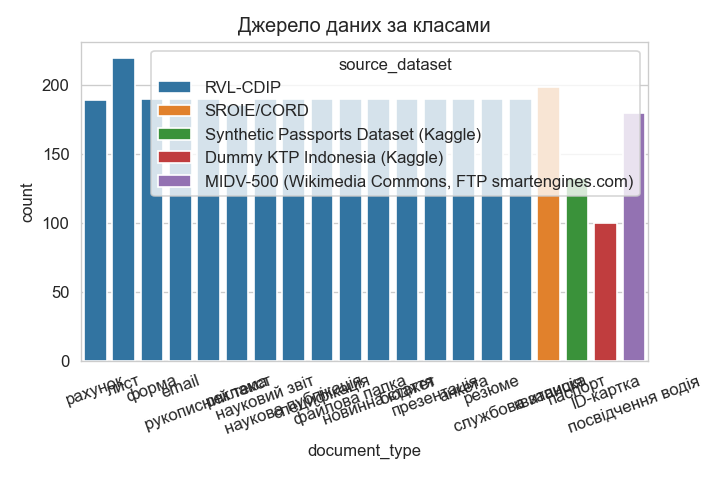 Джерело даних за класами
source_dataset
RVL-CDIP
SROIE/CORD
Synthetic Passports Dataset (Kaggle)
Dummy KTP Indonesia (Kaggle)
MIDV-500 (Wikimedia Commons, FTP smartengines.com)
count
200
150
100
50
0
рахунок
лист
форма
email
рукописний текст
реклама
науковий звіт
наукова публікація
специфікація
файлова папка
новинна стаття
бюджет
презентація
анкета
резюме
службова записка
квитанція
паспорт
ID-картка
посвідчення водія
document_type